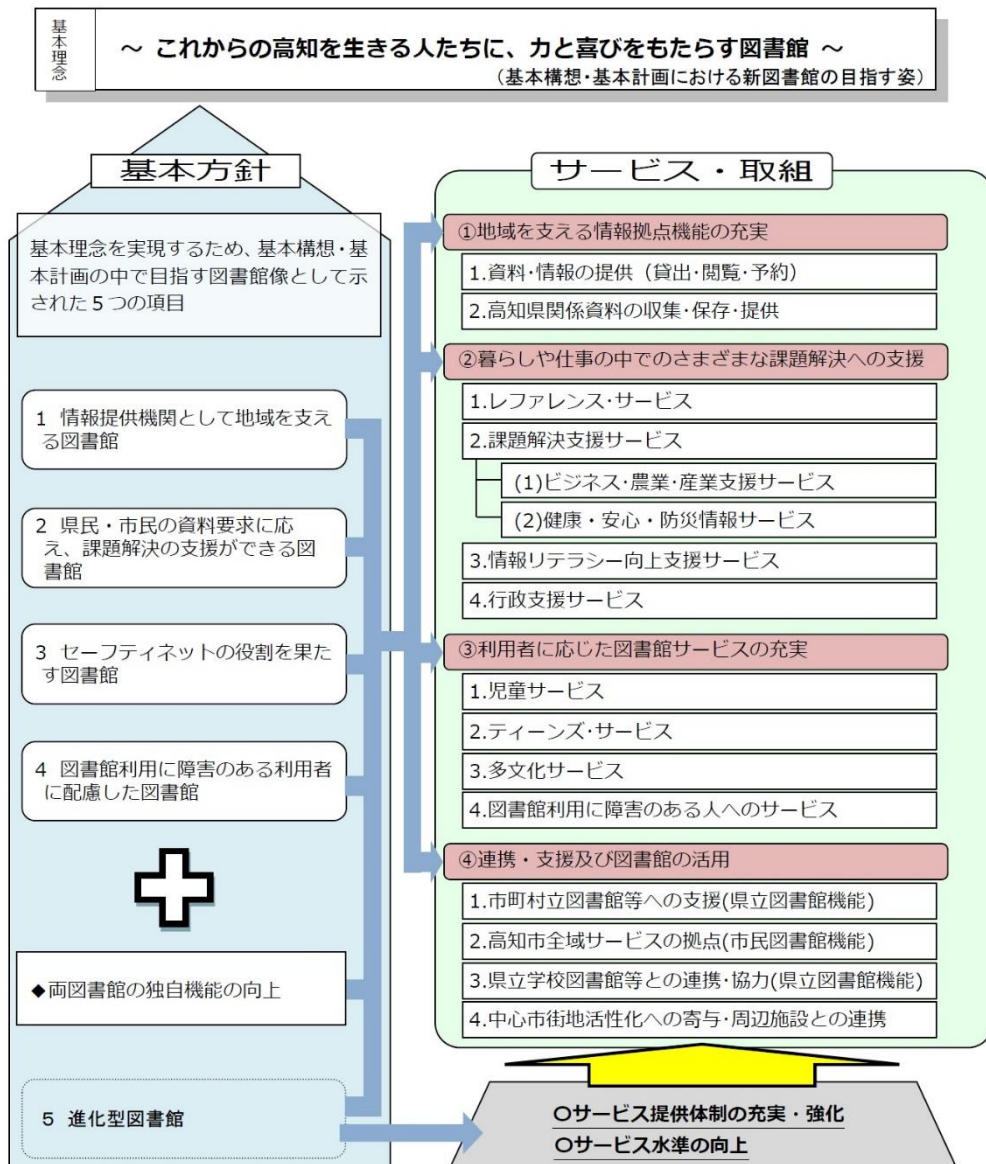 基本理念
～ これからの高知を生きる人たちに、力と喜びをもたらす図書館 ～
（基本構想・基本計画における新図書館の目指す姿）
基本方針
基本理念を実現するため、基本構想・基
本計画の中で目指す図書館像として示
された５つの項目
1 情報提供機関として地域を支え
る図書館
2 県民・市民の資料要求に応
え、課題解決の支援ができる図
書館
3 セーフティネットの役割を果た
す図書館
4 図書館利用に障害のある利用者
に配慮した図書館
◆両図書館の独自機能の向上
5 進化型図書館
サービス・取組
①地域を支える情報拠点機能の充実
1.資料・情報の提供（貸出・閲覧・予約）
2.高知県関係資料の収集・保存・提供
②暮らしや仕事の中でのさまざまな課題解決への支援
1.レファレンス・サービス
2.課題解決支援サービス
(1)ビジネス・農業・産業支援サービス
(2)健康・安心・防災情報サービス
3.情報リテラシー向上支援サービス
4.行政支援サービス
③利用者に応じた図書館サービスの充実
1.児童サービス
2.ティーンズ・サービス
3.多文化サービス
4.図書館利用に障害のある人へのサービス
④連携・支援及び図書館の活用
1.市町村立図書館等への支援(県立図書館機能)
2.高知市全域サービスの拠点(市民図書館機能)
3.県立学校図書館等との連携・協力(県立図書館機能)
4.中心市街地活性化への寄与・周辺施設との連携
○サービス提供体制の充実・強化
○サービス水準の向上